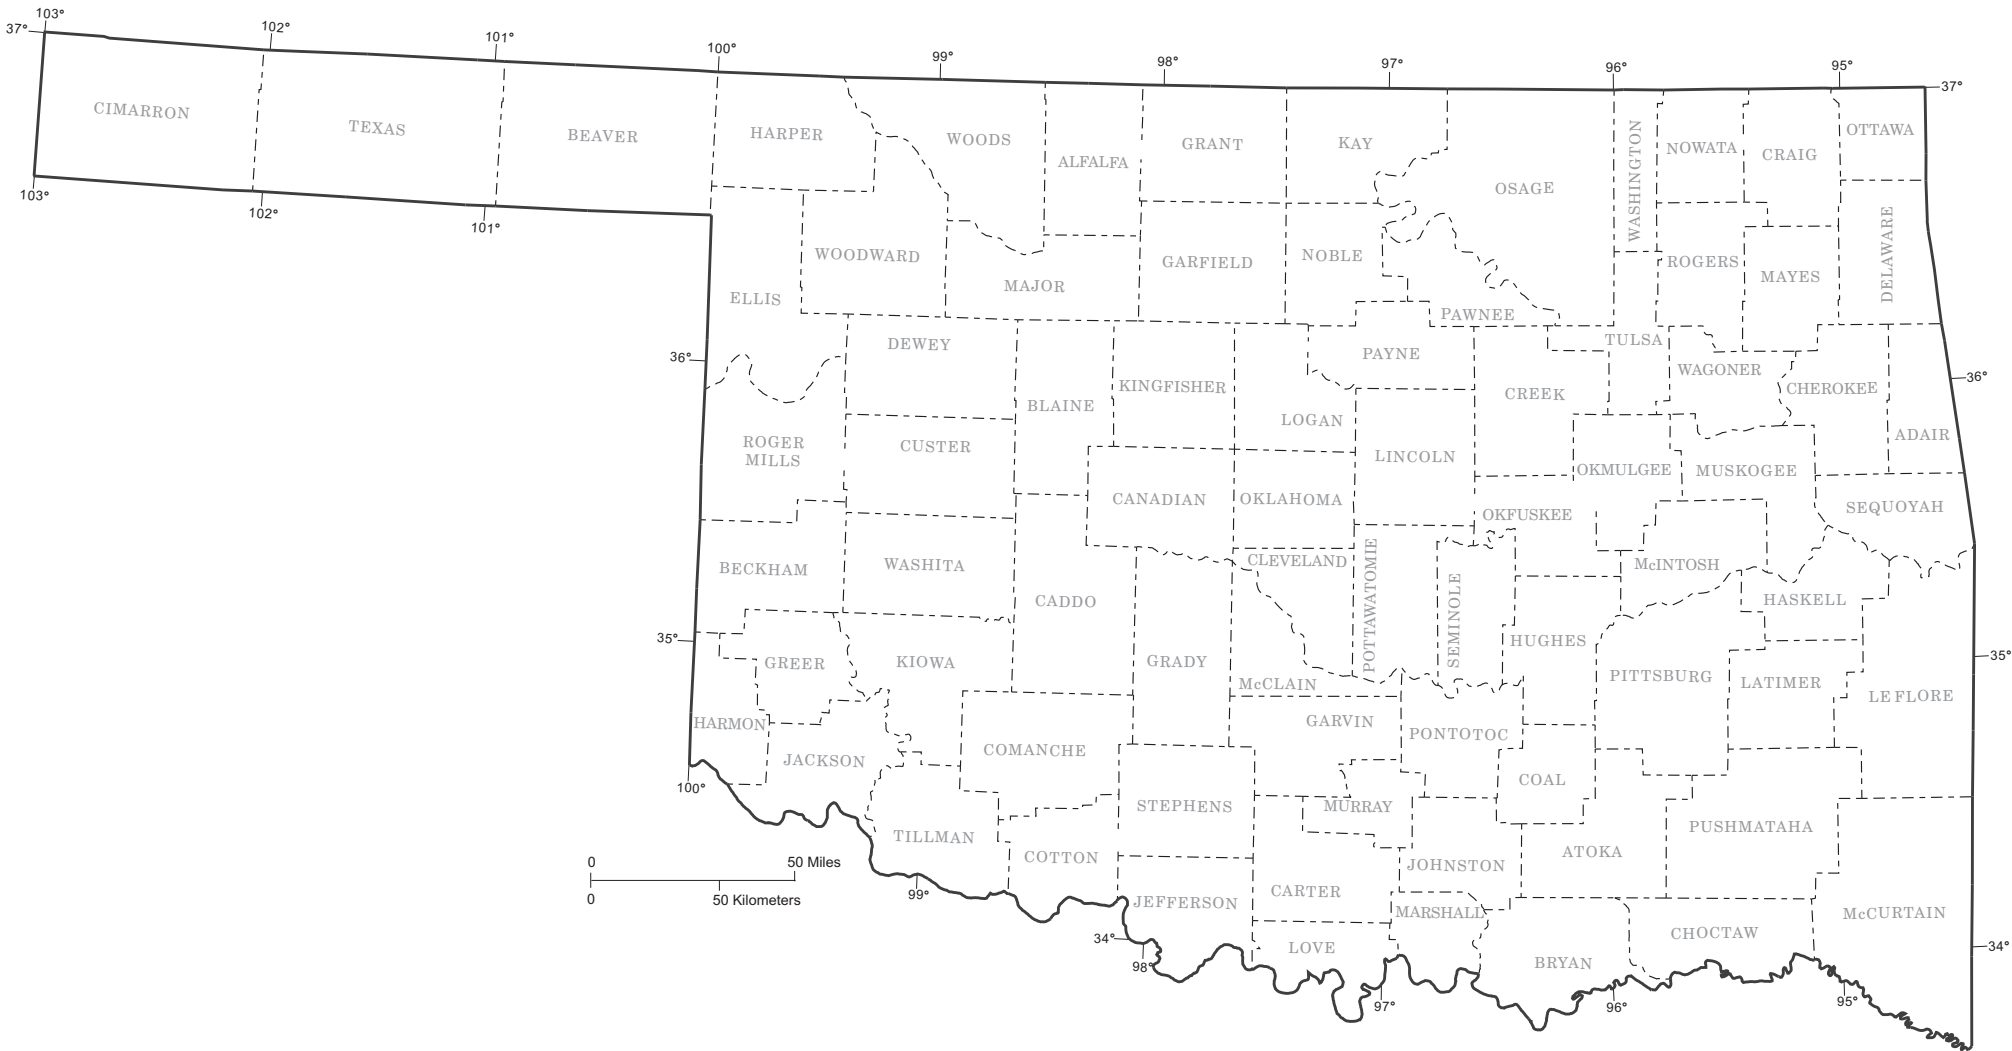 103°
37°
102°
101°
100°
99°
98°
97°
96°
95°
37°
CIMARRON
TEXAS
BEAVER
HARPER
WOODS
ALFALFA
GRANT
KAY
OSAGE
WASHINGTON
NOWATA
CRAIG
OTTAWA
103°
102°
101°
ELLIS
WOODWARD
MAJOR
GARFIELD
NOBLE
PAWNEE
ROGERS
MAYES
DELAWARE
36°
DEWEY
BLAINE
KINGFISHER
LOGAN
PAYNE
CREEK
TULSA
WAGONER
CHEROKEE
ADAIR
36°
ROGER
MILLS
CUSTER
CANADIAN
OKLAHOMA
LINCOLN
OKMULGEE
MUSKOGEE
SEQUOYAH
OKFUSKEE
BECKHAM
WASHITA
CADDO
CLEVELAND
POTTAWATOMIE
SEMINOLE
HUGHES
McINTOSH
HASKELL
35°
GREER
KIOWA
GRADY
McCLAIN
PITTSBURG
LATIMER
LE FLORE
35°
HARMON
JACKSON
COMANCHE
GARVIN
PONTOTOC
COAL
100°
TILLMAN
COTTON
STEPHENS
MURRAY
JOHNSTON
ATOKA
PUSHMATAHA
0
50 Miles
0
50 Kilometers
99°
JEFFERSON
CARTER
MARSHALL
LOVE
BRYAN
CHOCTAW
McCURTAIN
34°
98°
97°
96°
95°
34°